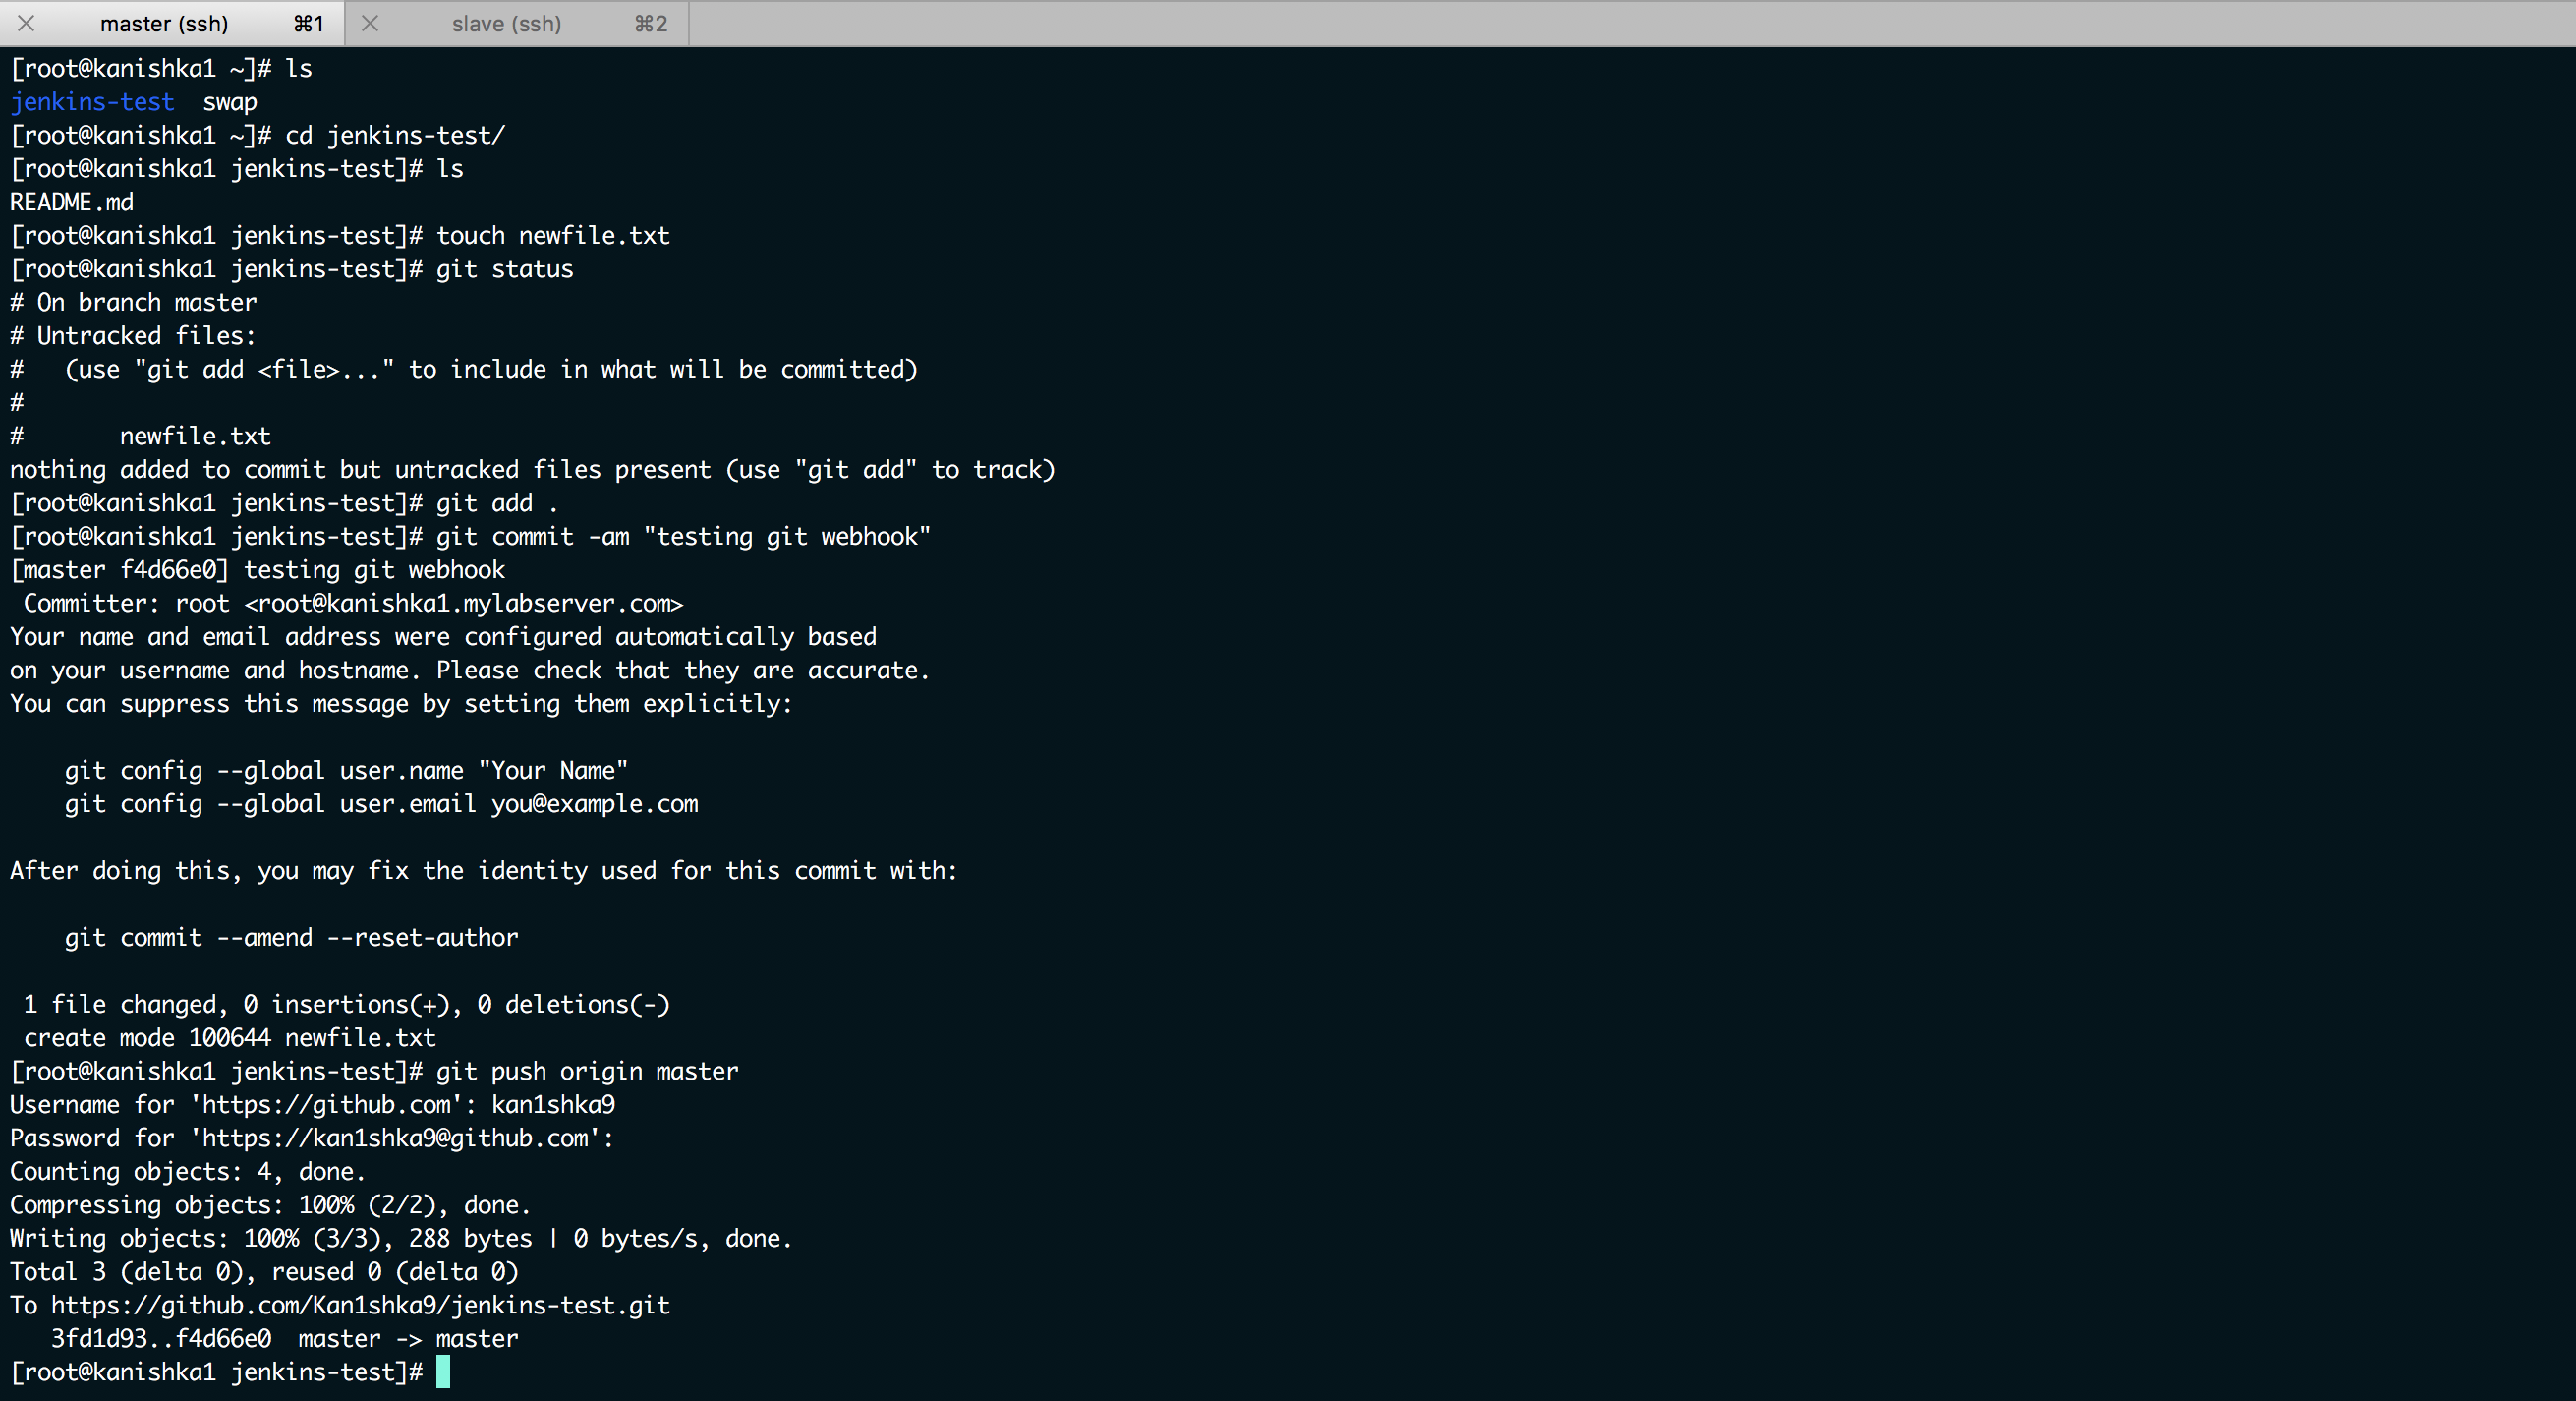 master (ssh) ⌘1 slave (ssh) ⌘2
[root@kanishka1 ~]# ls
jenkins-test  swap
[root@kanishka1 ~]# cd jenkins-test/
[root@kanishka1 jenkins-test]# ls
README.md
[root@kanishka1 jenkins-test]# touch newfile.txt
[root@kanishka1 jenkins-test]# git status
# On branch master
# Untracked files:
#   (use "git add <file>..." to include in what will be committed)
#
#       newfile.txt
nothing added to commit but untracked files present (use "git add" to track)
[root@kanishka1 jenkins-test]# git add .
[root@kanishka1 jenkins-test]# git commit -am "testing git webhook"
[master f4d66e0] testing git webhook
 Committer: root <root@kanishka1.mylabserver.com>
Your name and email address were configured automatically based
on your username and hostname. Please check that they are accurate.
You can suppress this message by setting them explicitly:
    git config --global user.name "Your Name"
    git config --global user.email you@example.com
After doing this, you may fix the identity used for this commit with:
    git commit --amend --reset-author
 1 file changed, 0 insertions(+), 0 deletions(-)
 create mode 100644 newfile.txt
[root@kanishka1 jenkins-test]# git push origin master
Username for 'https://github.com': kan1shka9
Password for 'https://kan1shka9@github.com':
Counting objects: 4, done.
Compressing objects: 100% (2/2), done.
Writing objects: 100% (3/3), 288 bytes | 0 bytes/s, done.
Total 3 (delta 0), reused 0 (delta 0)
To https://github.com/Kan1shka9/jenkins-test.git
   3fd1d93..f4d66e0  master -> master
[root@kanishka1 jenkins-test]#